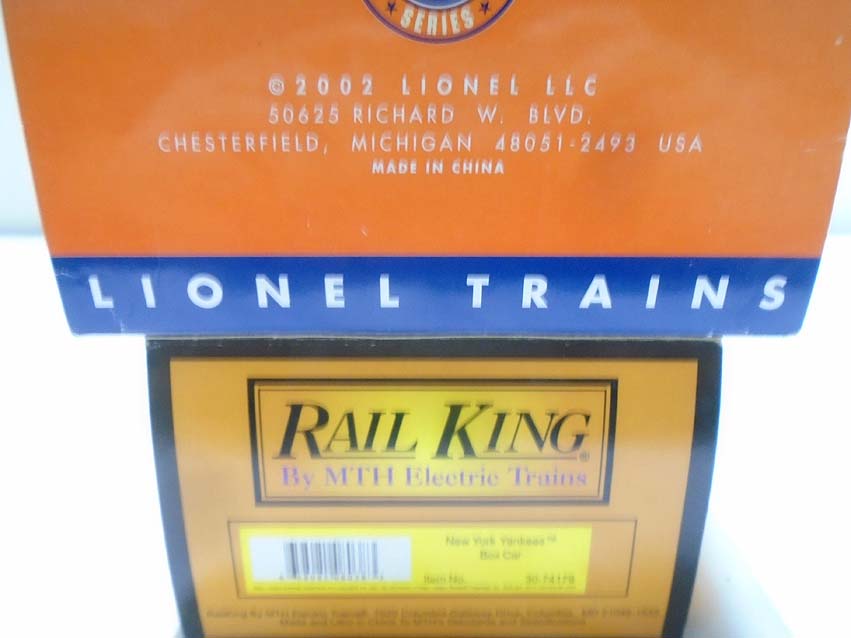 ★ SERIES ★
©2002 LIONEL LLC
50625 RICHARD W. BLVD.
CHESTERFIELD, MICHIGAN 48051-2493 USA
MADE IN CHINA
LIONEL TRAINS
RAIL KING®
By MTH Electric Trains
New York Yankees™
Box Car
Item No.